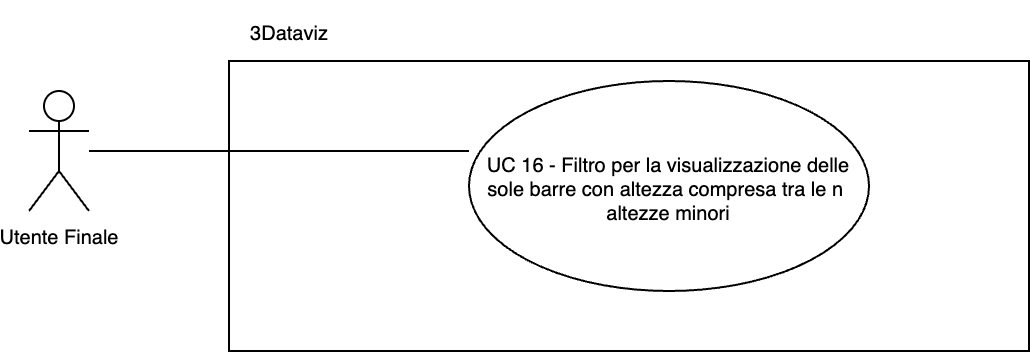 3Dataviz
UC 16 - Filtro per la visualizzazione delle
sole barre con altezza compresa tra le n
altezze minori
Utente Finale